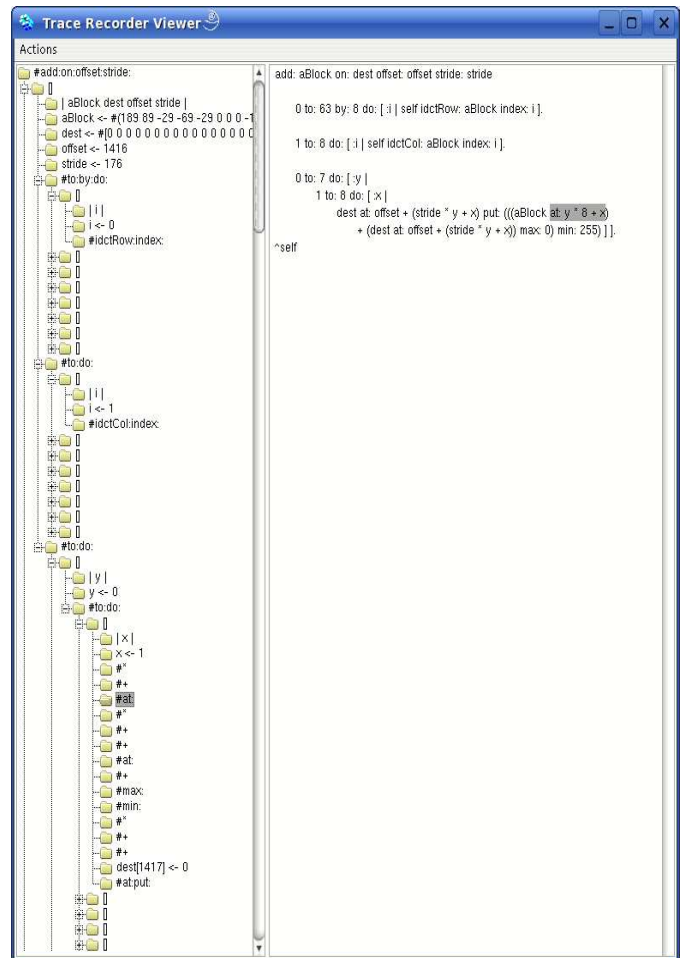 Trace Recorder Viewer
Actions
#add:on:offset:stride:
[]
| aBlock dest offset stride |
aBlock <- #(189 89 -29 -69 -29 0 0 0 -1
dest <- #[0 0 0 0 0 0 0 0 0 0 0 0 0 0 0 0
offset <- 1416
stride <- 176
#to:by:do:
[]
| i |
i <- 0
#idctRow:index:
[]
[]
[]
[]
[]
[]
[]
#to:do:
[]
| i |
i <- 1
#idctCol:index:
[]
[]
[]
[]
[]
[]
[]
#to:do:
[]
| y |
y <- 0
#to:do:
[]
| x |
x <- 1
#*
#+
#at:
#*
#+
#+
#at:
#+
#max:
#min:
#*
#+
#+
dest[1417] <- 0
#at:put:
[]
[]
[]
[]
add: aBlock on: dest offset: offset stride: stride
0 to: 63 by: 8 do: [ :i | self idctRow: aBlock index: i ].
1 to: 8 do: [ :i | self idctCol: aBlock index: i ].
0 to: 7 do: [ :y |
1 to: 8 do: [ :x |
dest at: offset + (stride * y + x) put: (((aBlock at: y * 8 + x)
+ (dest at: offset + (stride * y + x)) max: 0) min: 255) ] ].
^self